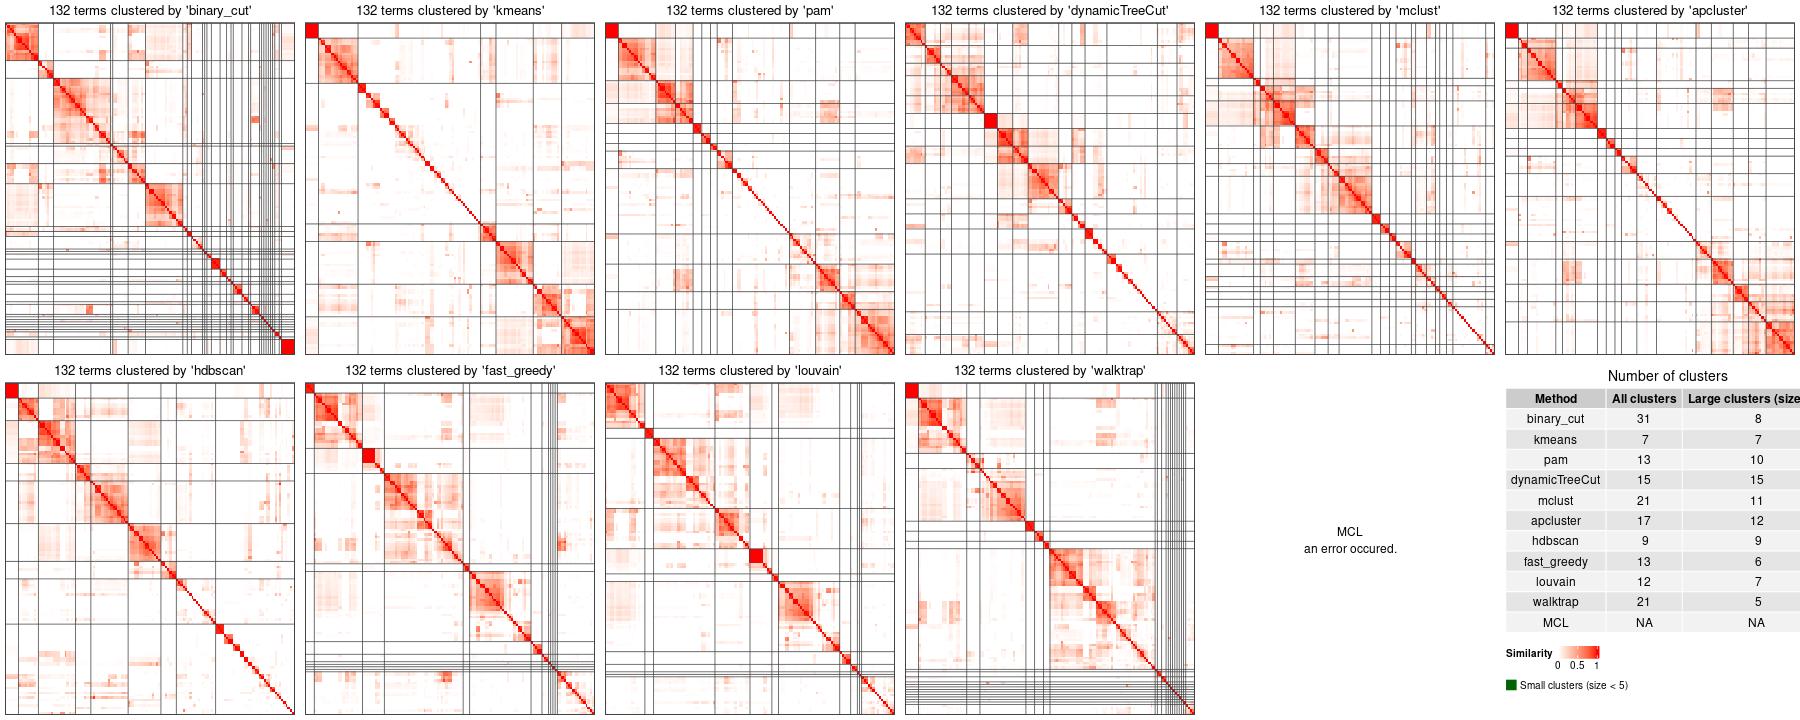 132 terms clustered by 'binary_cut'
132 terms clustered by 'kmeans'
132 terms clustered by 'pam'
132 terms clustered by 'dynamicTreeCut'
132 terms clustered by 'mclust'
132 terms clustered by 'apcluster'
132 terms clustered by 'hdbscan'
132 terms clustered by 'fast_greedy'
132 terms clustered by 'louvain'
132 terms clustered by 'walktrap'
MCL
an error occured.
Number of clusters
Method All clusters Large clusters (size
binary_cut 31 8
kmeans 7 7
pam 13 10
dynamicTreeCut 15 15
mclust 21 11
apcluster 17 12
hdbscan 9 9
fast_greedy 13 6
louvain 12 7
walktrap 21 5
MCL NA NA
Similarity
0 0.5 1
Small clusters (size < 5)